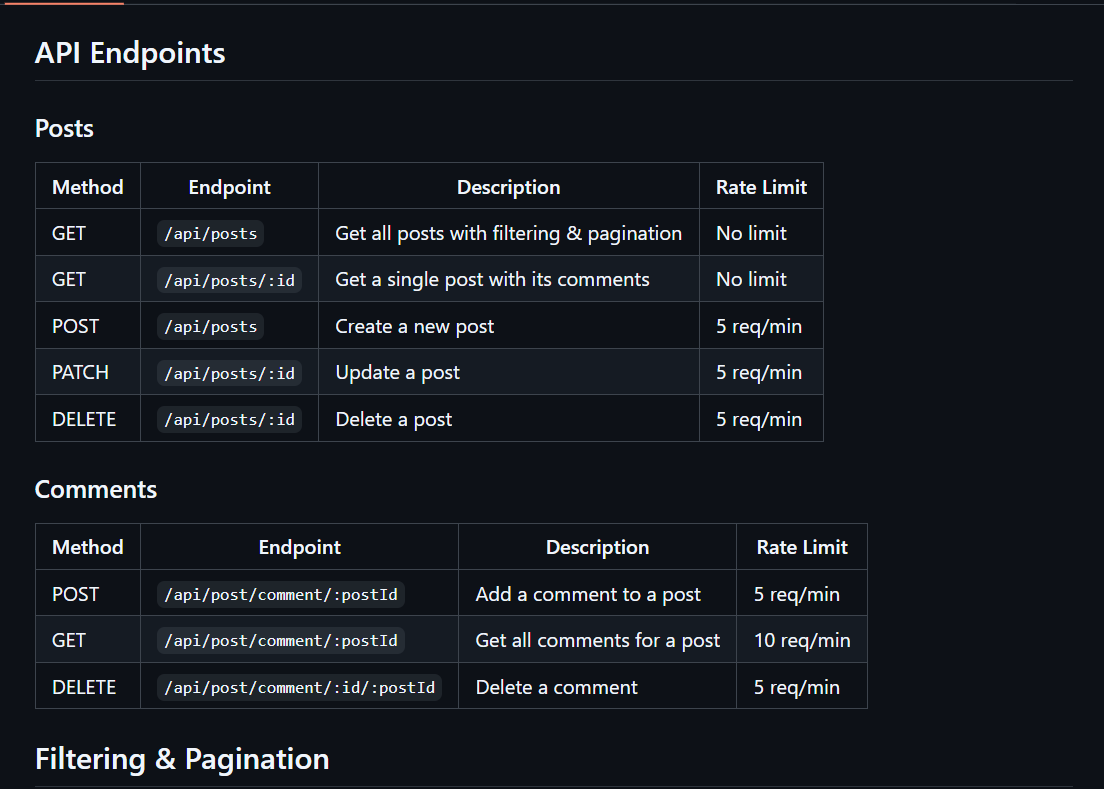 API Endpoints
Posts
Method Endpoint Description Rate Limit
GET /api/posts Get all posts with filtering & pagination No limit
GET /api/posts/:id Get a single post with its comments No limit
POST /api/posts Create a new post 5 req/min
PATCH /api/posts/:id Update a post 5 req/min
DELETE /api/posts/:id Delete a post 5 req/min
Comments
Method Endpoint Description Rate Limit
POST /api/post/comment/:postId Add a comment to a post 5 req/min
GET /api/post/comment/:postId Get all comments for a post 10 req/min
DELETE /api/post/comment/:id/:postId Delete a comment 5 req/min
Filtering & Pagination